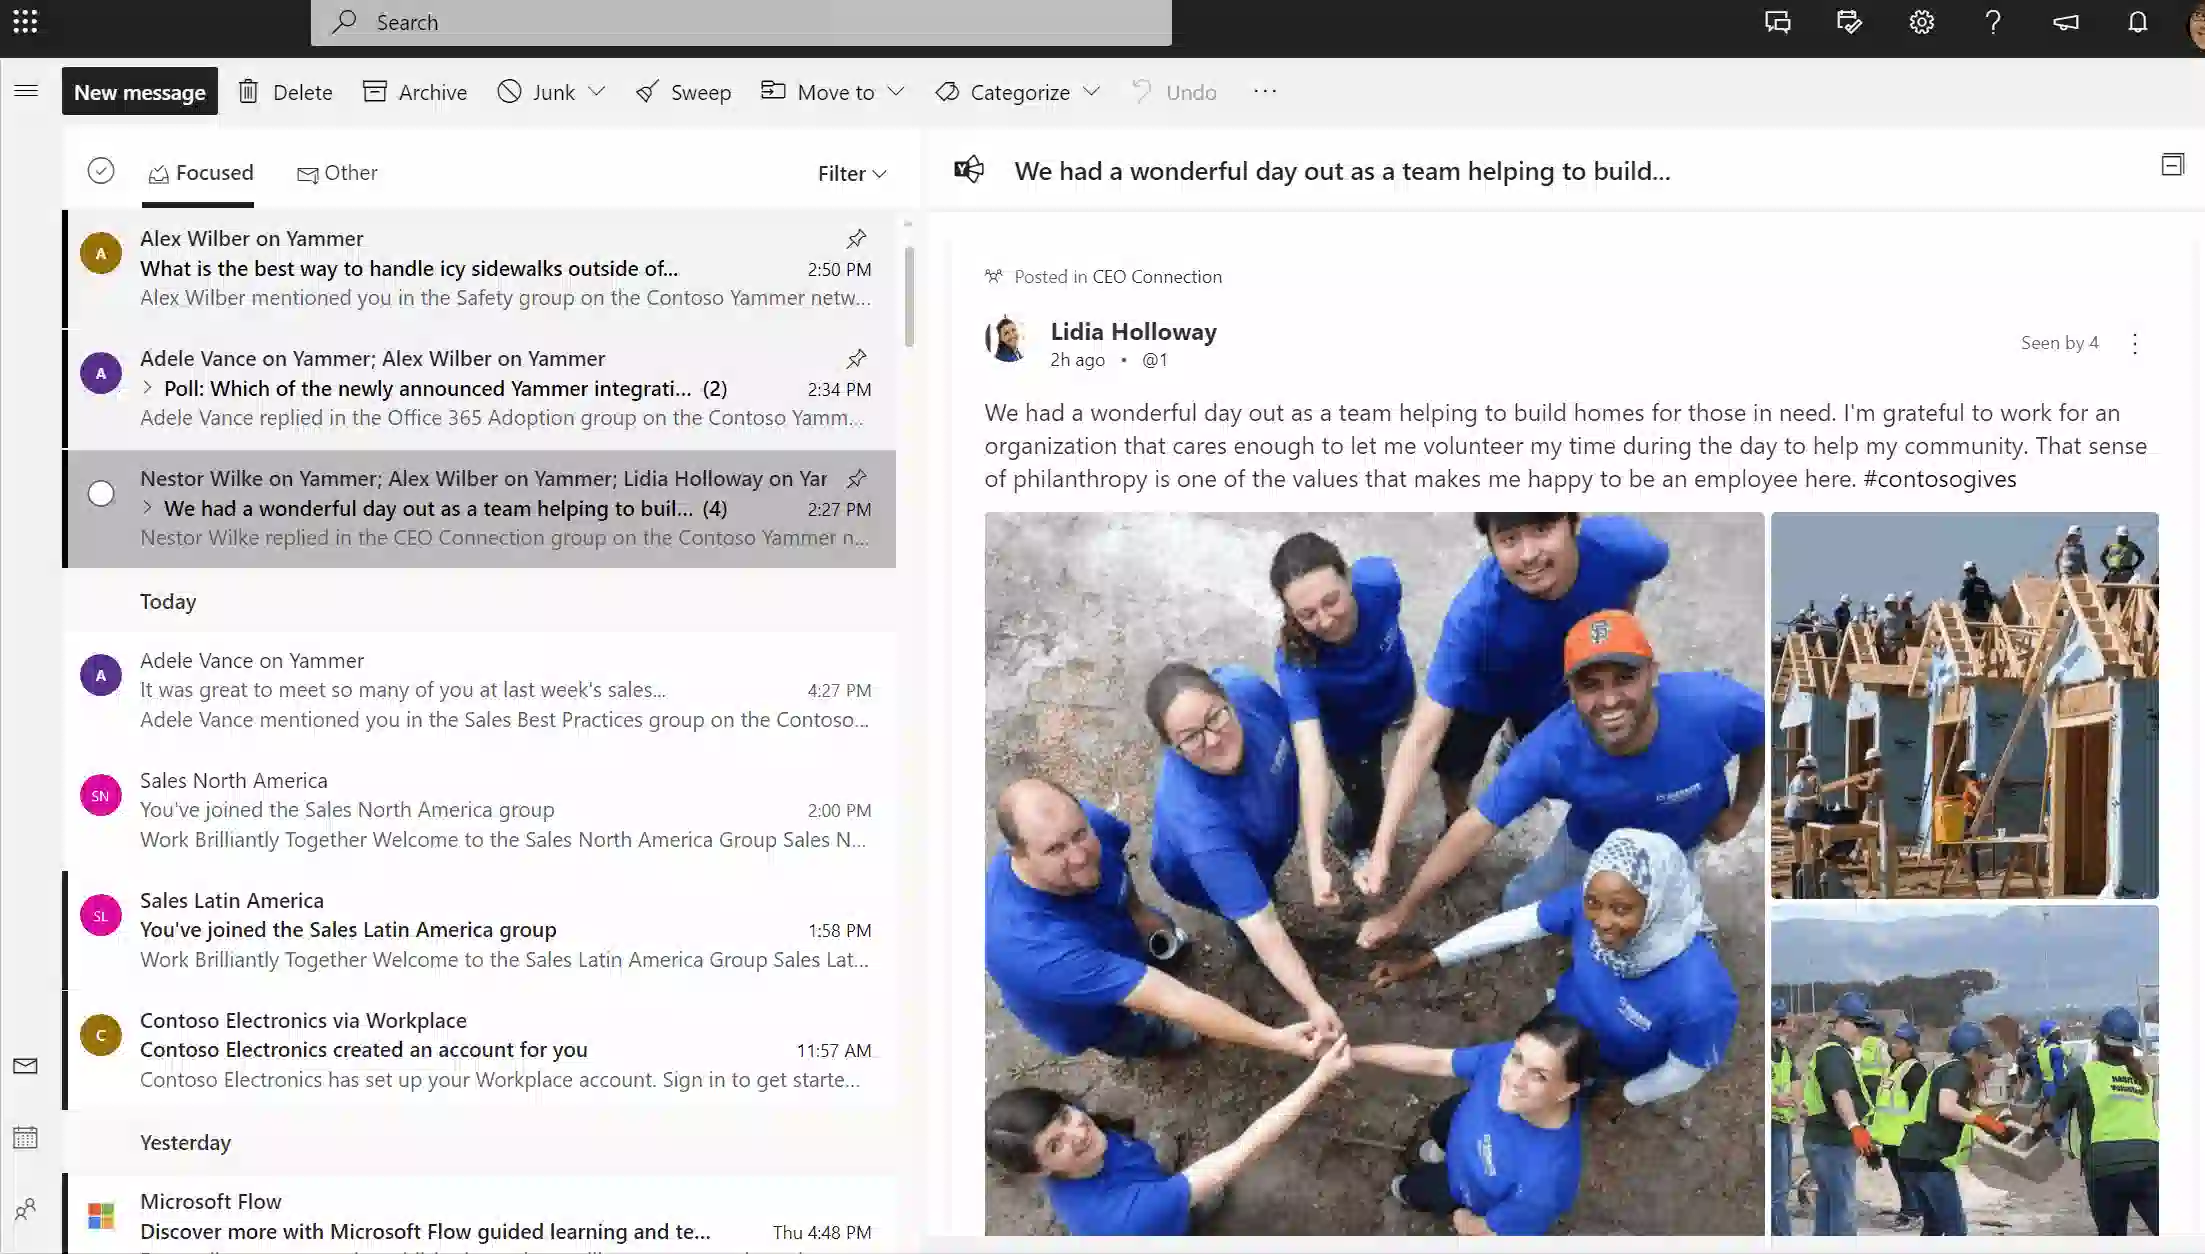 Search
New message
Delete
Archive
Junk
Sweep
Move to
Categorize
Undo
Focused
Other
Filter
A
Alex Wilber on Yammer
What is the best way to handle icy sidewalks outside of...
2:50 PM
Alex Wilber mentioned you in the Safety group on the Contoso Yammer netw...
A
Adele Vance on Yammer; Alex Wilber on Yammer
Poll: Which of the newly announced Yammer integrati... (2)
2:34 PM
Adele Vance replied in the Office 365 Adoption group on the Contoso Yamm...
Nestor Wilke on Yammer; Alex Wilber on Yammer; Lidia Holloway on Yar
We had a wonderful day out as a team helping to buil... (4)
2:27 PM
Nestor Wilke replied in the CEO Connection group on the Contoso Yammer n...
Today
A
Adele Vance on Yammer
It was great to meet so many of you at last week's sales...
4:27 PM
Adele Vance mentioned you in the Sales Best Practices group on the Contoso...
SN
Sales North America
You've joined the Sales North America group
2:00 PM
Work Brilliantly Together Welcome to the Sales North America Group Sales N...
SL
Sales Latin America
You've joined the Sales Latin America group
1:58 PM
Work Brilliantly Together Welcome to the Sales Latin America Group Sales Lat...
C
Contoso Electronics via Workplace
Contoso Electronics created an account for you
11:57 AM
Contoso Electronics has set up your Workplace account. Sign in to get starte...
Yesterday
Microsoft Flow
Discover more with Microsoft Flow guided learning and te...
Thu 4:48 PM
We had a wonderful day out as a team helping to build...
Posted in CEO Connection
Lidia Holloway
2h ago • @1
Seen by 4
We had a wonderful day out as a team helping to build homes for those in need. I'm grateful to work for an
organization that cares enough to let me volunteer my time during the day to help my community. That sense
of philanthropy is one of the values that makes me happy to be an employee here. #contosogives
SF